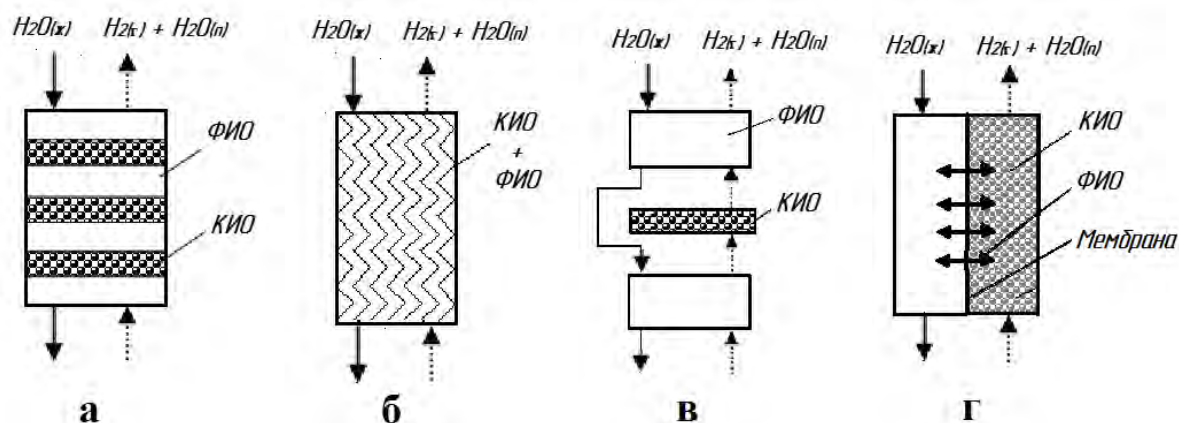 H2O(ж) H2(г) + H2O(п)
ФИО
КИО
а
H2O(ж) H2(г) + H2O(п)
КИО
+
ФИО
б
H2O(ж) H2(г) + H2O(п)
ФИО
КИО
в
H2O(ж) H2(г) + H2O(п)
КИО
ФИО
Мембрана
г